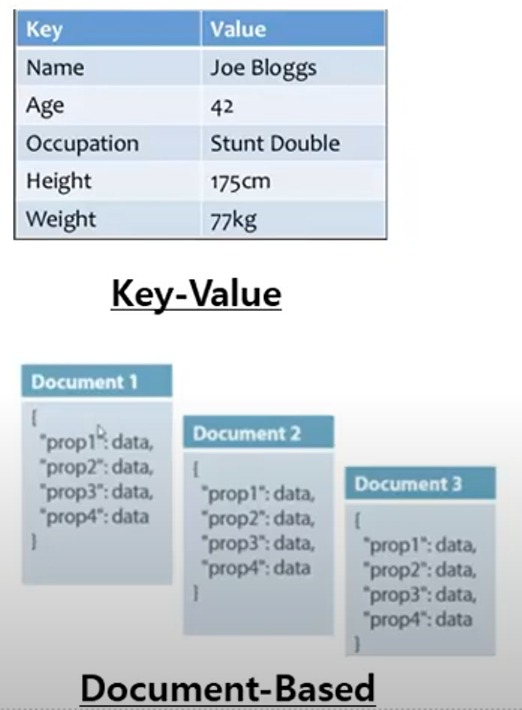 Key Value
Name Joe Bloggs
Age 42
Occupation Stunt Double
Height 175cm
Weight 77kg
Key-Value
Document 1
{
"prop1": data,
"prop2": data,
"prop3": data,
"prop4": data
}
Document 2
{
"prop1": data,
"prop2": data,
"prop3": data,
"prop4": data
}
Document 3
{
"prop1": data,
"prop2": data,
"prop3": data,
"prop4": data
}
Document-Based